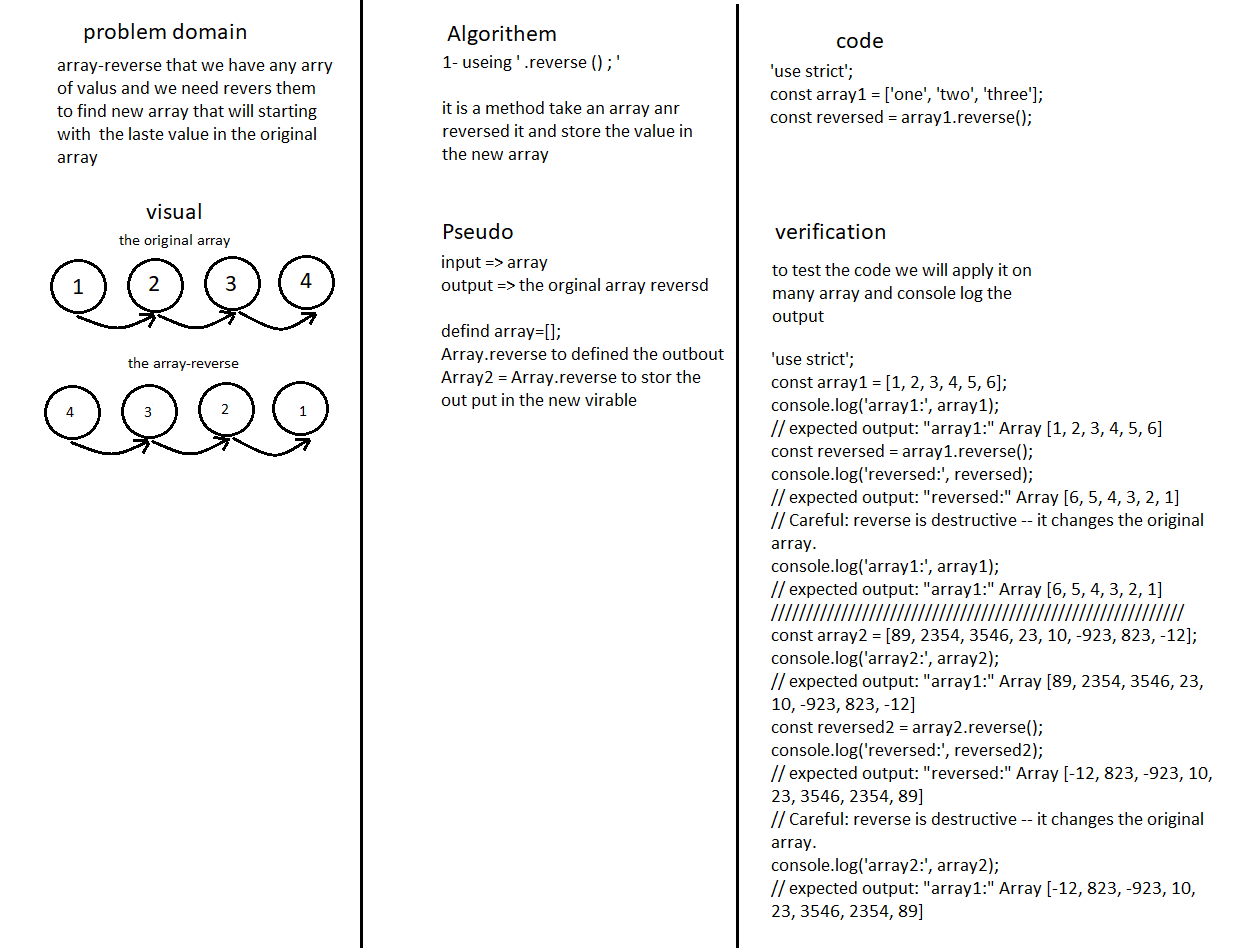 problem domain
array-reverse that we have any arry
of valus and we need revers them
to find new array that will starting
with  the laste value in the original
array
visual
the original array
1 2 3 4
the array-reverse
4 3 2 1
Algorithem
1- useing ' .reverse () ; '
it is a method take an array anr
reversed it and store the value in
the new array
Pseudo
input => array
output => the orginal array reversd
defind array=[];
Array.reverse to defined the outbout
Array2 = Array.reverse to stor the
out put in the new virable
code
'use strict';
const array1 = ['one', 'two', 'three'];
const reversed = array1.reverse();
verification
to test the code we will apply it on
many array and console log the
output
'use strict';
const array1 = [1, 2, 3, 4, 5, 6];
console.log('array1:', array1);
// expected output: "array1:" Array [1, 2, 3, 4, 5, 6]
const reversed = array1.reverse();
console.log('reversed:', reversed);
// expected output: "reversed:" Array [6, 5, 4, 3, 2, 1]
// Careful: reverse is destructive -- it changes the original
array.
console.log('array1:', array1);
// expected output: "array1:" Array [6, 5, 4, 3, 2, 1]
///////////////////////////////////////////////////////////
const array2 = [89, 2354, 3546, 23, 10, -923, 823, -12];
console.log('array2:', array2);
// expected output: "array1:" Array [89, 2354, 3546, 23,
10, -923, 823, -12]
const reversed2 = array2.reverse();
console.log('reversed:', reversed2);
// expected output: "reversed:" Array [-12, 823, -923, 10,
23, 3546, 2354, 89]
// Careful: reverse is destructive -- it changes the original
array.
console.log('array2:', array2);
// expected output: "array1:" Array [-12, 823, -923, 10,
23, 3546, 2354, 89]